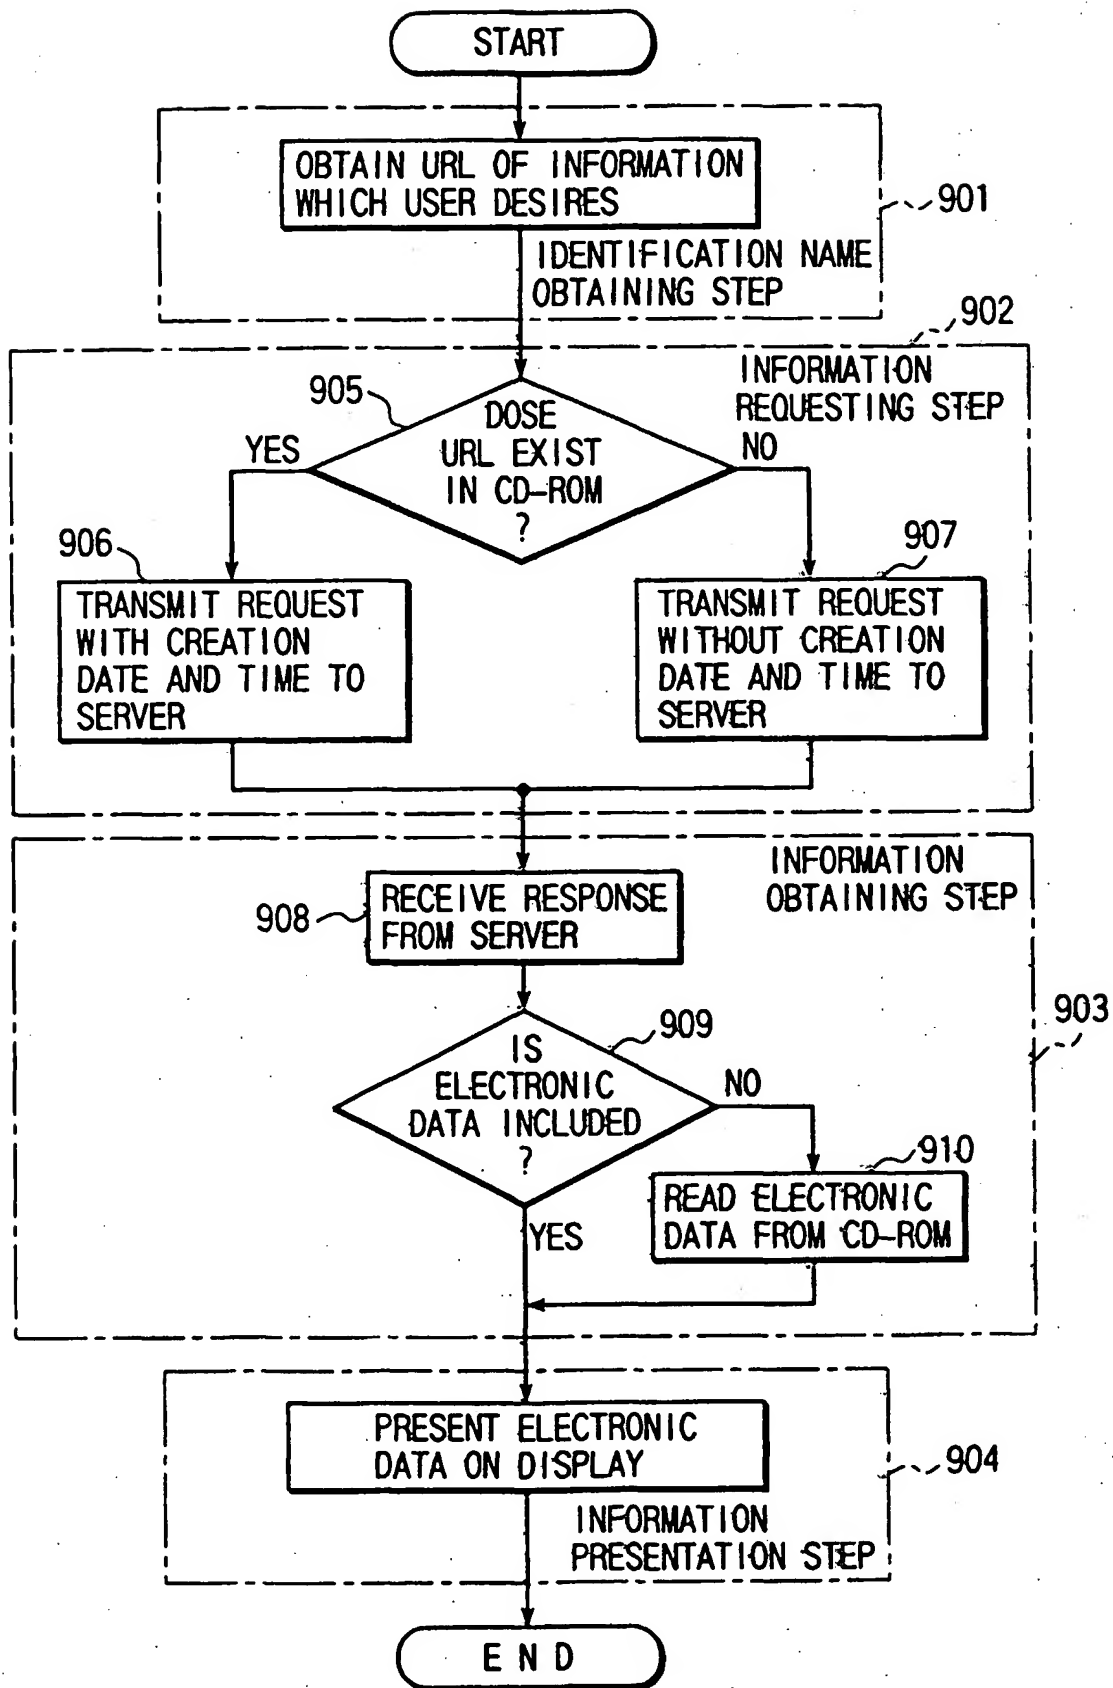 START
OBTAIN URL OF INFORMATION
WHICH USER DESIRES
901
IDENTIFICATION NAME
OBTAINING STEP
902
INFORMATION
REQUESTING STEP
905
DOSE
URL EXIST
IN CD-ROM
?
YES
NO
906
TRANSMIT REQUEST
WITH CREATION
DATE AND TIME TO
SERVER
907
TRANSMIT REQUEST
WITHOUT CREATION
DATE AND TIME TO
SERVER
INFORMATION
OBTAINING STEP
908
RECEIVE RESPONSE
FROM SERVER
903
909
IS
ELECTRONIC
DATA INCLUDED
?
NO
910
READ ELECTRONIC
DATA FROM CD-ROM
YES
PRESENT ELECTRONIC
DATA ON DISPLAY
904
INFORMATION
PRESENTATION STEP
END